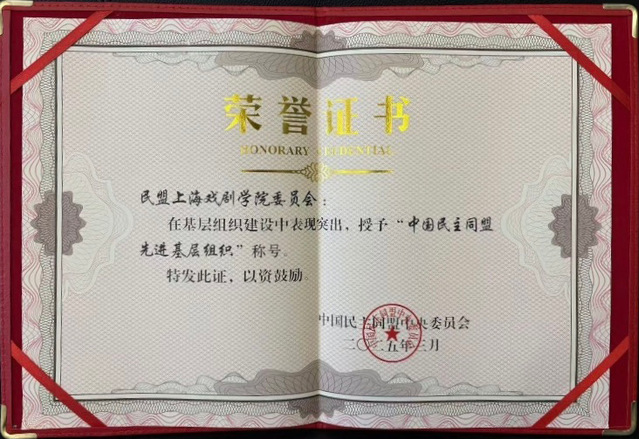 荣誉证书
HONORARY CREDENTIAL
民盟上海戏剧学院委员会：
在基层组织建设中表现突出，授予“中国民主同盟
先进基层组织”称号。
特发此证，以资鼓励
中国民主同盟中央委员会
二〇二五年三月